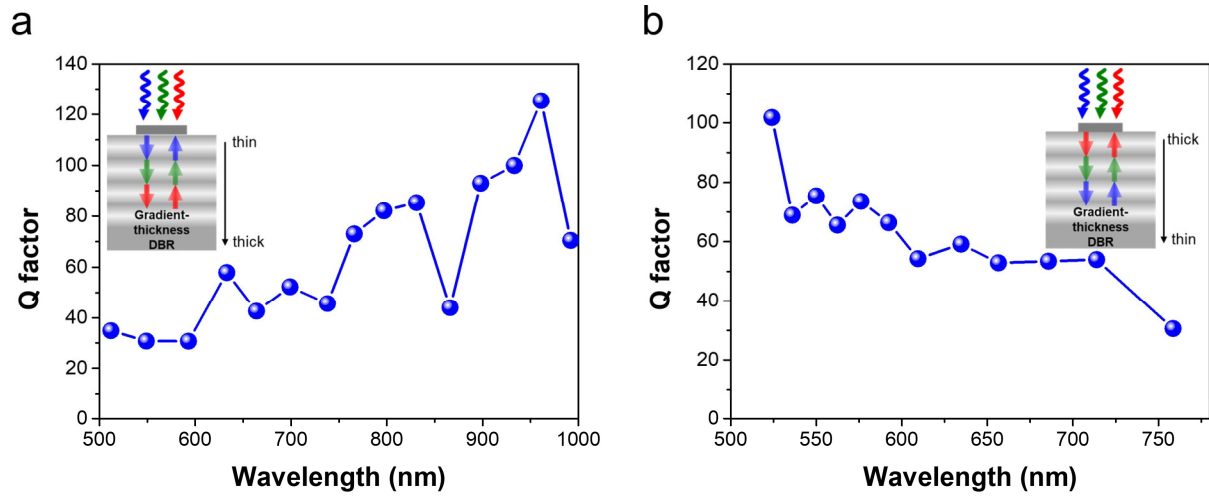 a
140
120
100
80
60
40
20
0
Q factor
500
600
700
800
900
1000
Wavelength (nm)
thin
thick
Gradient-
thickness
DBR
b
120
100
80
60
40
20
0
Q factor
500
550
600
650
700
750
Wavelength (nm)
thick
thin
Gradient-
thickness
DBR